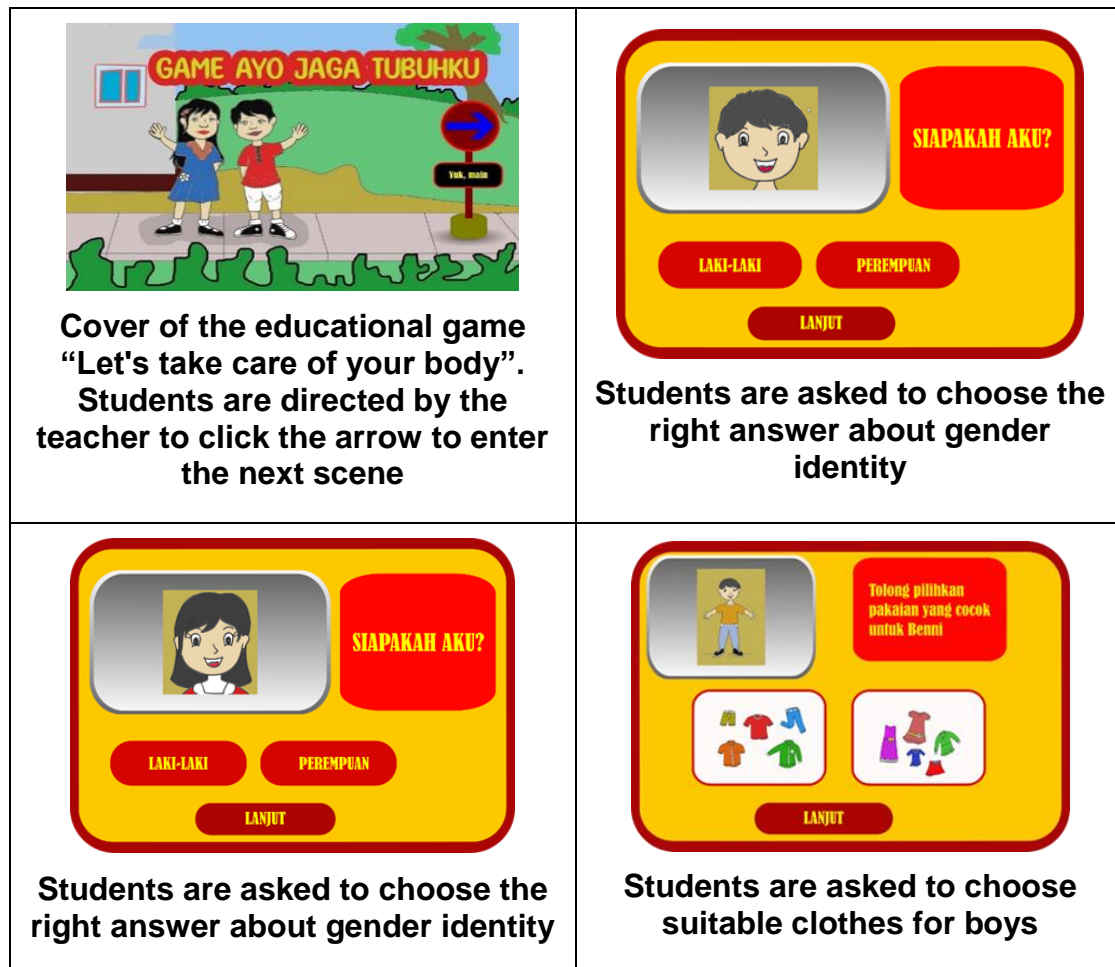 GAME AYO JAGA TUBUHKU
Yuk, main
Cover of the educational game
“Let's take care of your body”.
Students are directed by the
teacher to click the arrow to enter
the next scene
SIAPAKAH AKU?
LAKI-LAKI
PEREMPUAN
LANJUT
Students are asked to choose the
right answer about gender
identity
SIAPAKAH AKU?
LAKI-LAKI
PEREMPUAN
LANJUT
Students are asked to choose the
right answer about gender identity
Tolong pilihkan
pakaian yang cocok
untuk Benni
LANJUT
Students are asked to choose
suitable clothes for boys